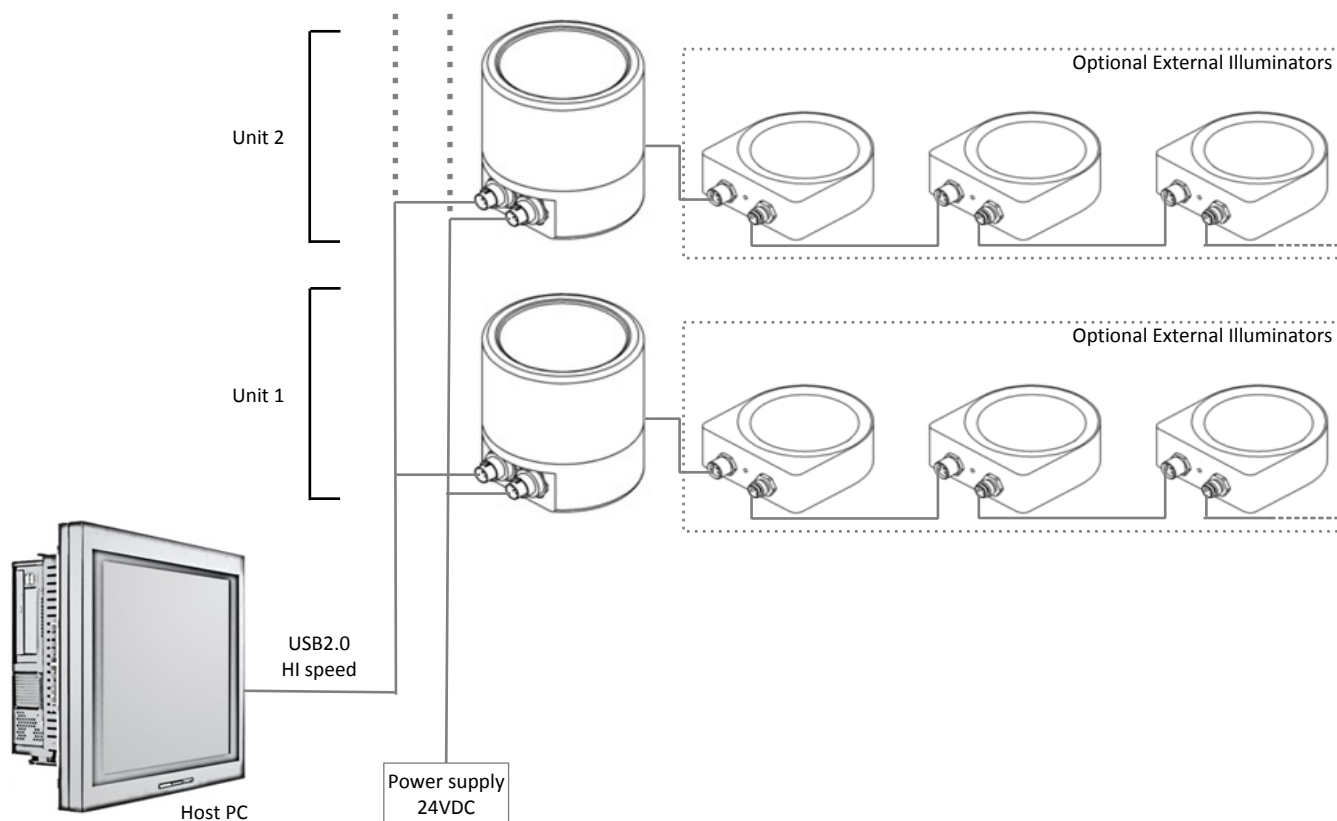 Optional External Illuminators
Unit 2
Optional External Illuminators
Unit 1
USB2.0
HI speed
Power supply
24VDC
Host PC